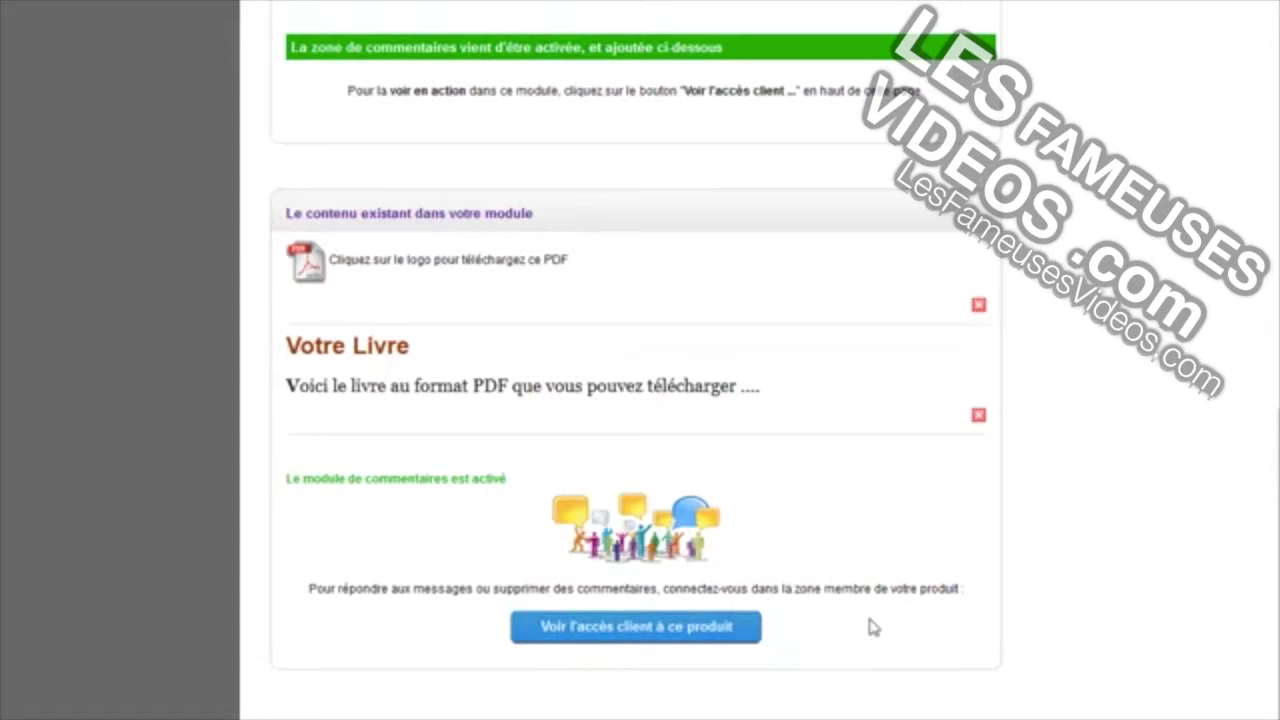 La zone de commentaires vient d'être activée, et ajoutée ci-dessous
Pour la voir en action dans ce module, cliquez sur le bouton "Voir l'accès client ..." en haut de cette page
LES FAMEUSES
VIDEOS .com
LesFameusesVideos.com
Le contenu existant dans votre module
PDF
Cliquez sur le logo pour téléchargez ce PDF
Votre Livre
Voici le livre au format PDF que vous pouvez télécharger ....
Le module de commentaires est activé
Pour répondre aux messages ou supprimer des commentaires, connectez-vous dans la zone membre de votre produit :
Voir l'accès client à ce produit